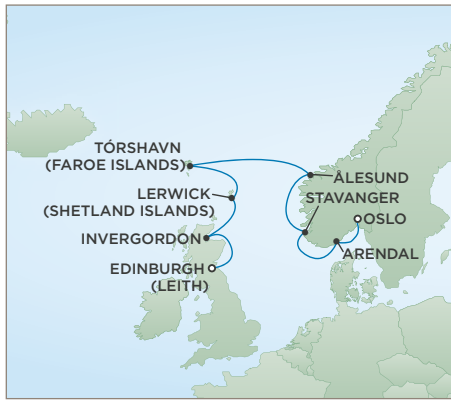 TÓRSHAVN
(FAROE ISLANDS)
LERWICK
(SHETLAND ISLANDS)
INVERGORDON
EDINBURGH
(LEITH)
ÅLESUND
STAVANGER
OSLO
ARENDAL